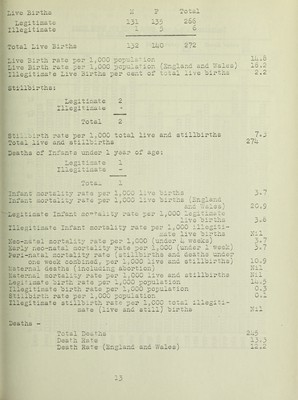 Live Births M F Total
Legitimate 131 135 266
Illegitimate 1 5 6
Total Live Births 132 140 272
Live Birth rate per 1,000 population 14.8
Live Birth rate per 1,000 population (England and Wales) 18.2
Illegitimate Live Births per cent of total live births 2.2
Stillbirths:
Legitimate 2
Illegitimate -
Total 2
Stillbirth rate per 1,000 total live and stillbirths 7.3
Total live and stillbirths 274
Deaths of Infants under 1 year of age:
Legitimate 1
Illegitimate -
Total 1
Infant mortality rate per 1,000 live births 3.7
Infant mortality rate per 1,000 live births (England
and Wales) 20.9
Legitimate Infant mortality rate per 1,000 legitimate
live births 3.8
Illegitimate Infant mortality rate per 1,000 illegiti-
mate live births Nil
Neo-natal mortality rate per 1,000 (under 4 weeks) 3.7
Early neo-natal mortality rate per 1,000 (under 1 week) 3.7
Peri-natal mortality rate (stillbirths and deaths under
one week combined, per 1,000 live and stillbirths) 10.9
Maternal deaths (including abortion) Nil
Maternal mortality rate per 1,000 live and stillbirths Nil
Legitimate birth rate per 1,000 population 14.5
Illegitimate birth rate per 1,000 population 0.3
Stillbirth rate per 1,000 population 0.1
Illegitimate stillbirth rate per 1,000 total illegiti-
mate (live and still) births Nil
Deaths -
Total Deaths 245
Death Rate 13.3
Death Rate (England and Wales)
13